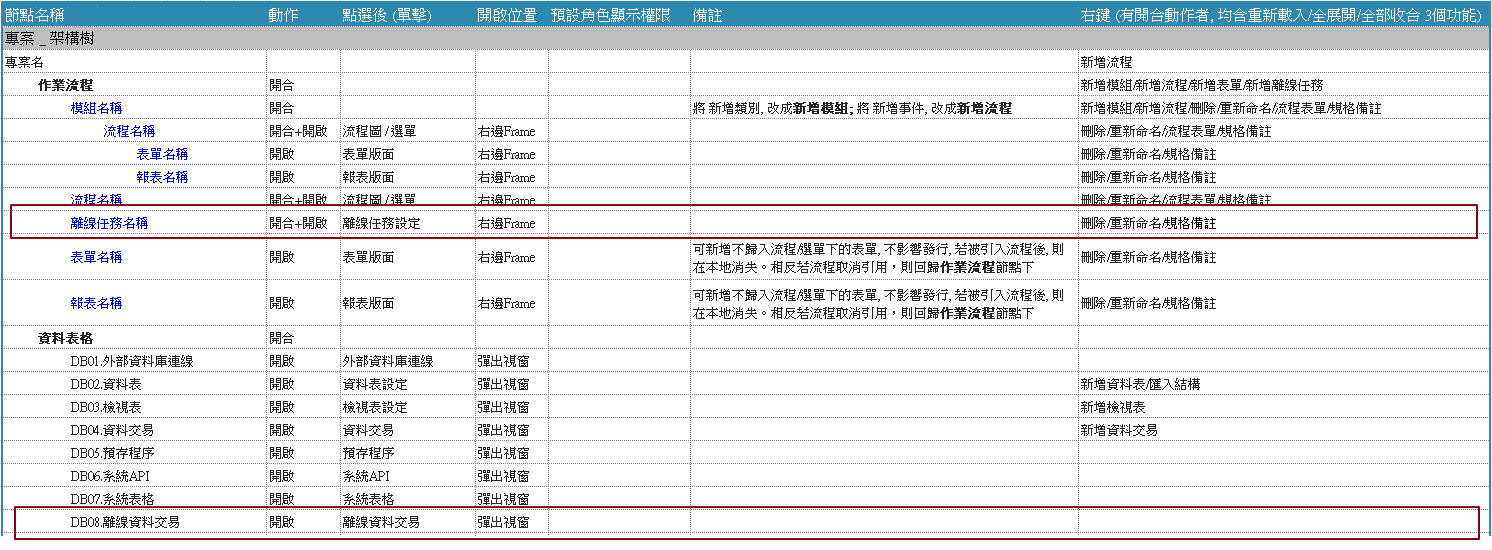 節點名稱 動作 點選後 (單擊) 開啟位置 預設角色顯示權限 備註 右鍵 (有開合動作者, 均含重新載入/全展開/全部收合 3個功能)
專案 _ 架構樹
專案名 新增流程
作業流程 開合 新增模組/新增流程/新增表單/新增離線任務
模組名稱 開合 將 新增類別, 改成新增模組; 將 新增事件, 改成新增流程 新增模組/新增流程/刪除/重新命名/流程表單/規格備註
流程名稱 開合+開啟 流程圖 / 選單 右邊Frame 刪除/重新命名/流程表單/規格備註
表單名稱 開啟 表單版面 右邊Frame 刪除/重新命名/規格備註
報表名稱 開啟 報表版面 右邊Frame 刪除/重新命名/規格備註
流程名稱 開合+開啟 流程圖 / 選單 右邊Frame 刪除/重新命名/流程表單/規格備註
離線任務名稱 開合+開啟 離線任務設定 右邊Frame 刪除/重新命名/規格備註
表單名稱 開啟 表單版面 右邊Frame 可新增不歸入流程/選單下的表單, 不影響發行, 若被引入流程後, 則 刪除/重新命名/規格備註
在本地消失。相反若流程取消引用，則回歸作業流程節點下
報表名稱 開啟 報表版面 右邊Frame 可新增不歸入流程/選單下的表單, 不影響發行, 若被引入流程後, 則 刪除/重新命名/規格備註
在本地消失。相反若流程取消引用，則回歸作業流程節點下
資料表格 開合
DB01.外部資料庫連線 開啟 外部資料庫連線 彈出視窗
DB02.資料表 開啟 資料表設定 彈出視窗 新增資料表/匯入結構
DB03.檢視表 開啟 檢視表設定 彈出視窗 新增檢視表
DB04.資料交易 開啟 資料交易 彈出視窗 新增資料交易
DB05.預存程序 開啟 預存程序 彈出視窗
DB06.系統API 開啟 系統API 彈出視窗
DB07.系統表格 開啟 系統表格 彈出視窗
DB08.離線資料交易 開啟 離線資料交易 彈出視窗